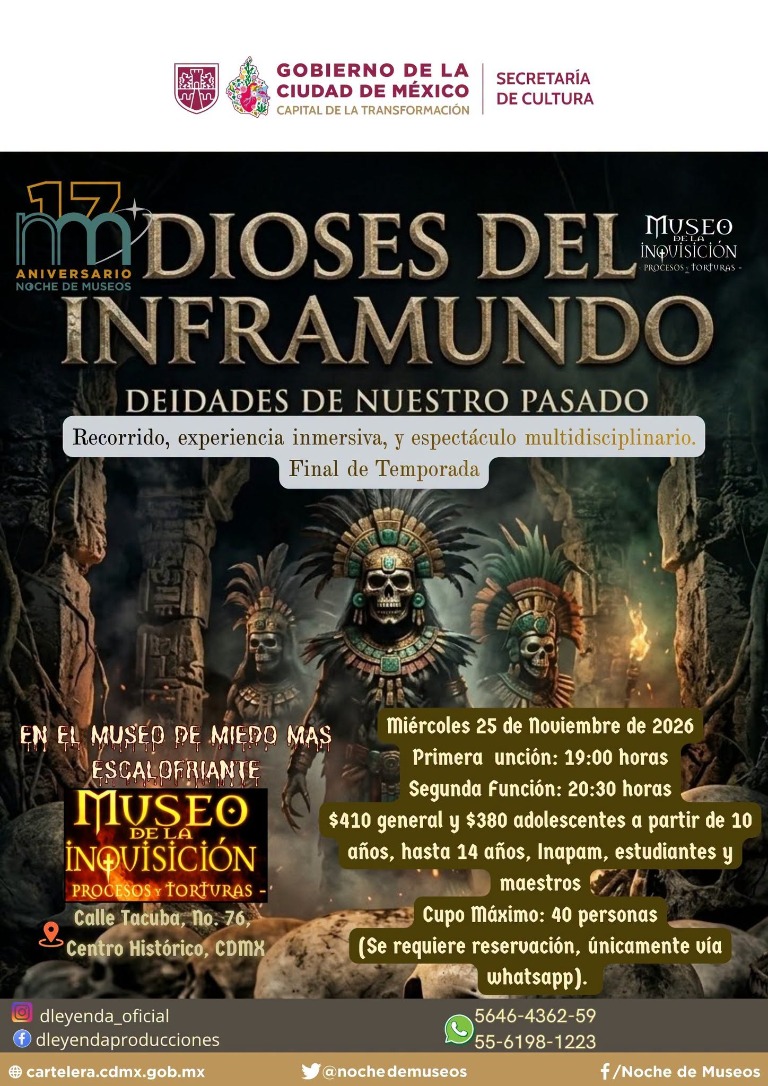 GOBIERNO DE LA
CIUDAD DE MÉXICO
CAPITAL DE LA TRANSFORMACIÓN
SECRETARÍA
DE CULTURA
17
nm
ANIVERSARIO
NOCHE DE MUSEOS
DIOSES DEL
INFRAMUNDO
MUSEO
DE LA
INQUISICIÓN
- PROCESOS Y TORTURAS -
DEIDADES DE NUESTRO PASADO
Recorrido, experiencia inmersiva, y espectáculo multidisciplinario.
Final de Temporada
EN EL MUSEO DE MIEDO MAS
ESCALOFRIANTE
MUSEO
DE LA
INQUISICIÓN
PROCESOS Y TORTURAS -
Calle Tacuba, No. 76,
Centro Histórico, CDMX
Miércoles 25 de Noviembre de 2026
Primera unción: 19:00 horas
Segunda Función: 20:30 horas
$410 general y $380 adolescentes a partir de 10
años, hasta 14 años, Inapam, estudiantes y
maestros
Cupo Máximo: 40 personas
(Se requiere reservación, únicamente vía
whatsapp).
dleyenda_oficial
dleyendaproducciones
5646-4362-59
55-6198-1223
cartelera.cdmx.gob.mx
@nochedemuseos
/Noche de Museos